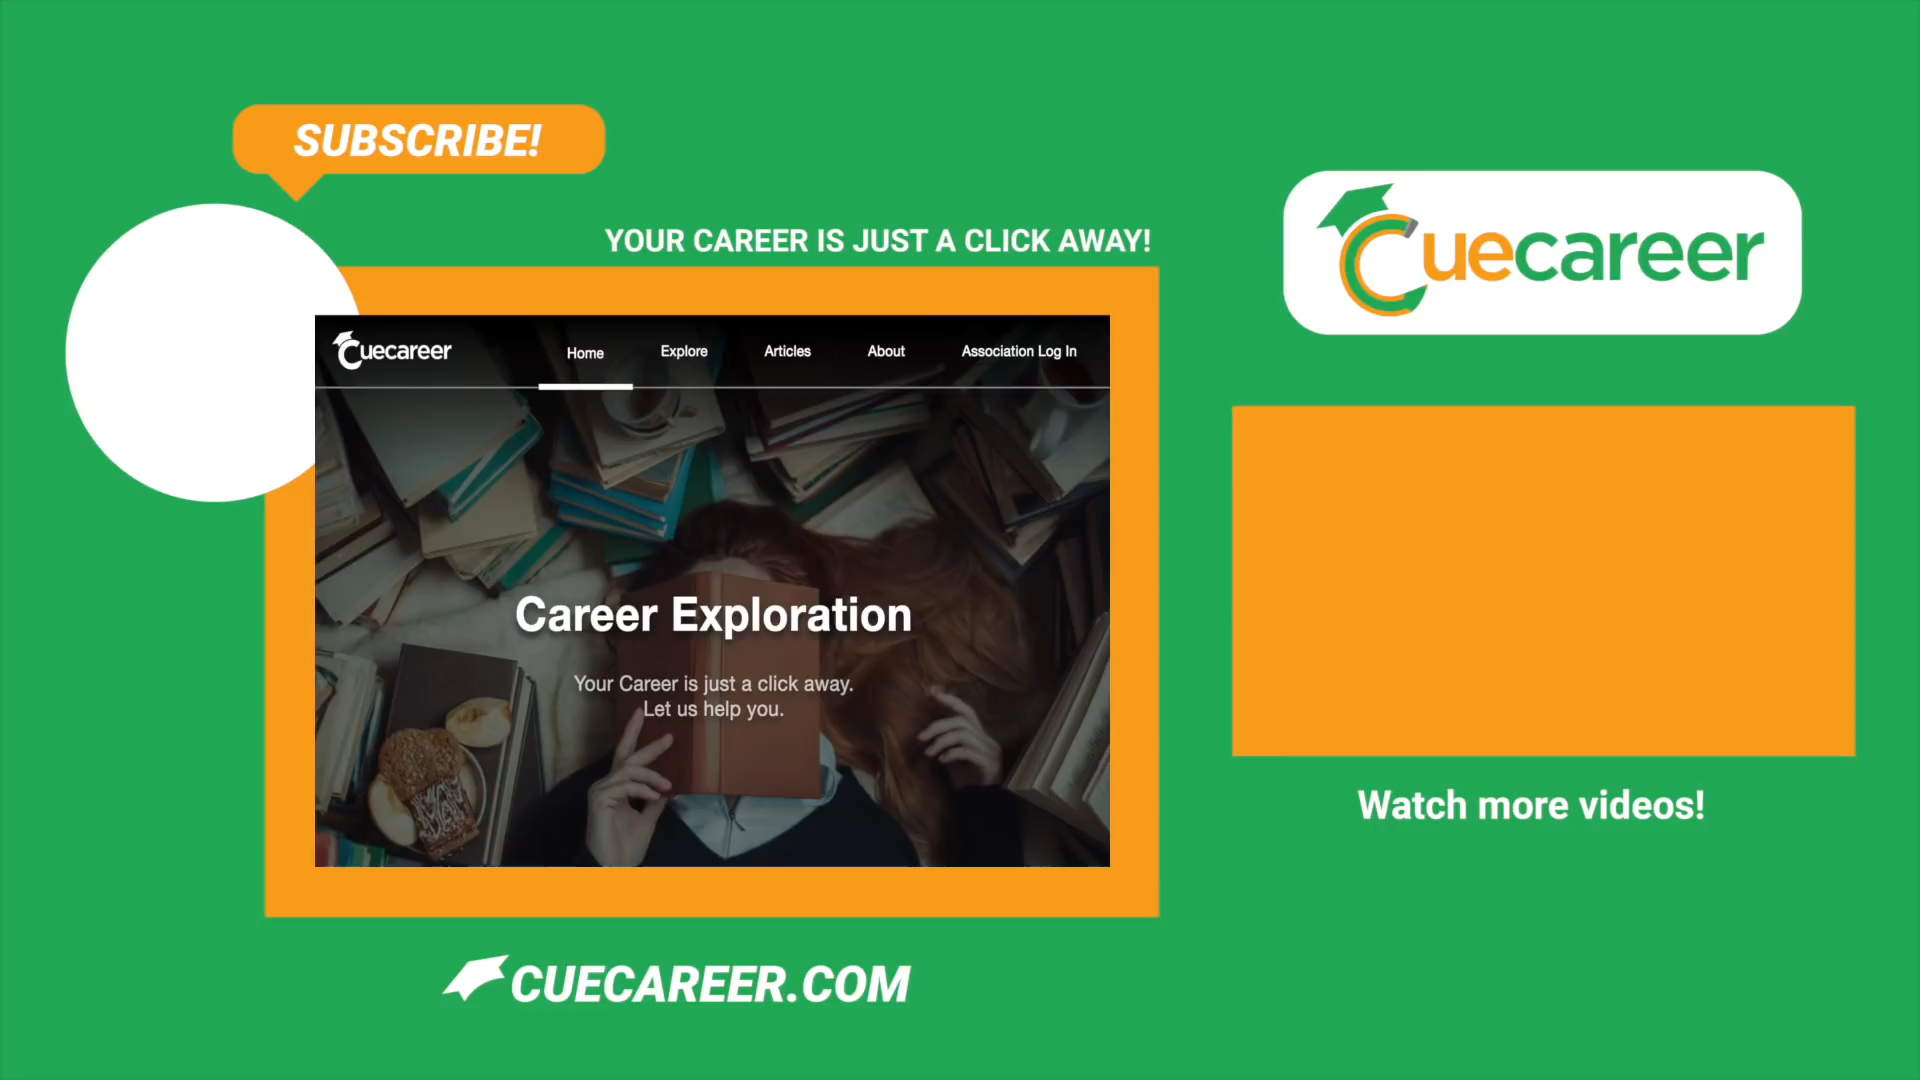 SUBSCRIBE!
YOUR CAREER IS JUST A CLICK AWAY!
Cuecareer
Home
Explore
Articles
About
Association Log In
Career Exploration
Your Career is just a click away.
Let us help you.
CUECAREER.COM
Cuecareer
Watch more videos!